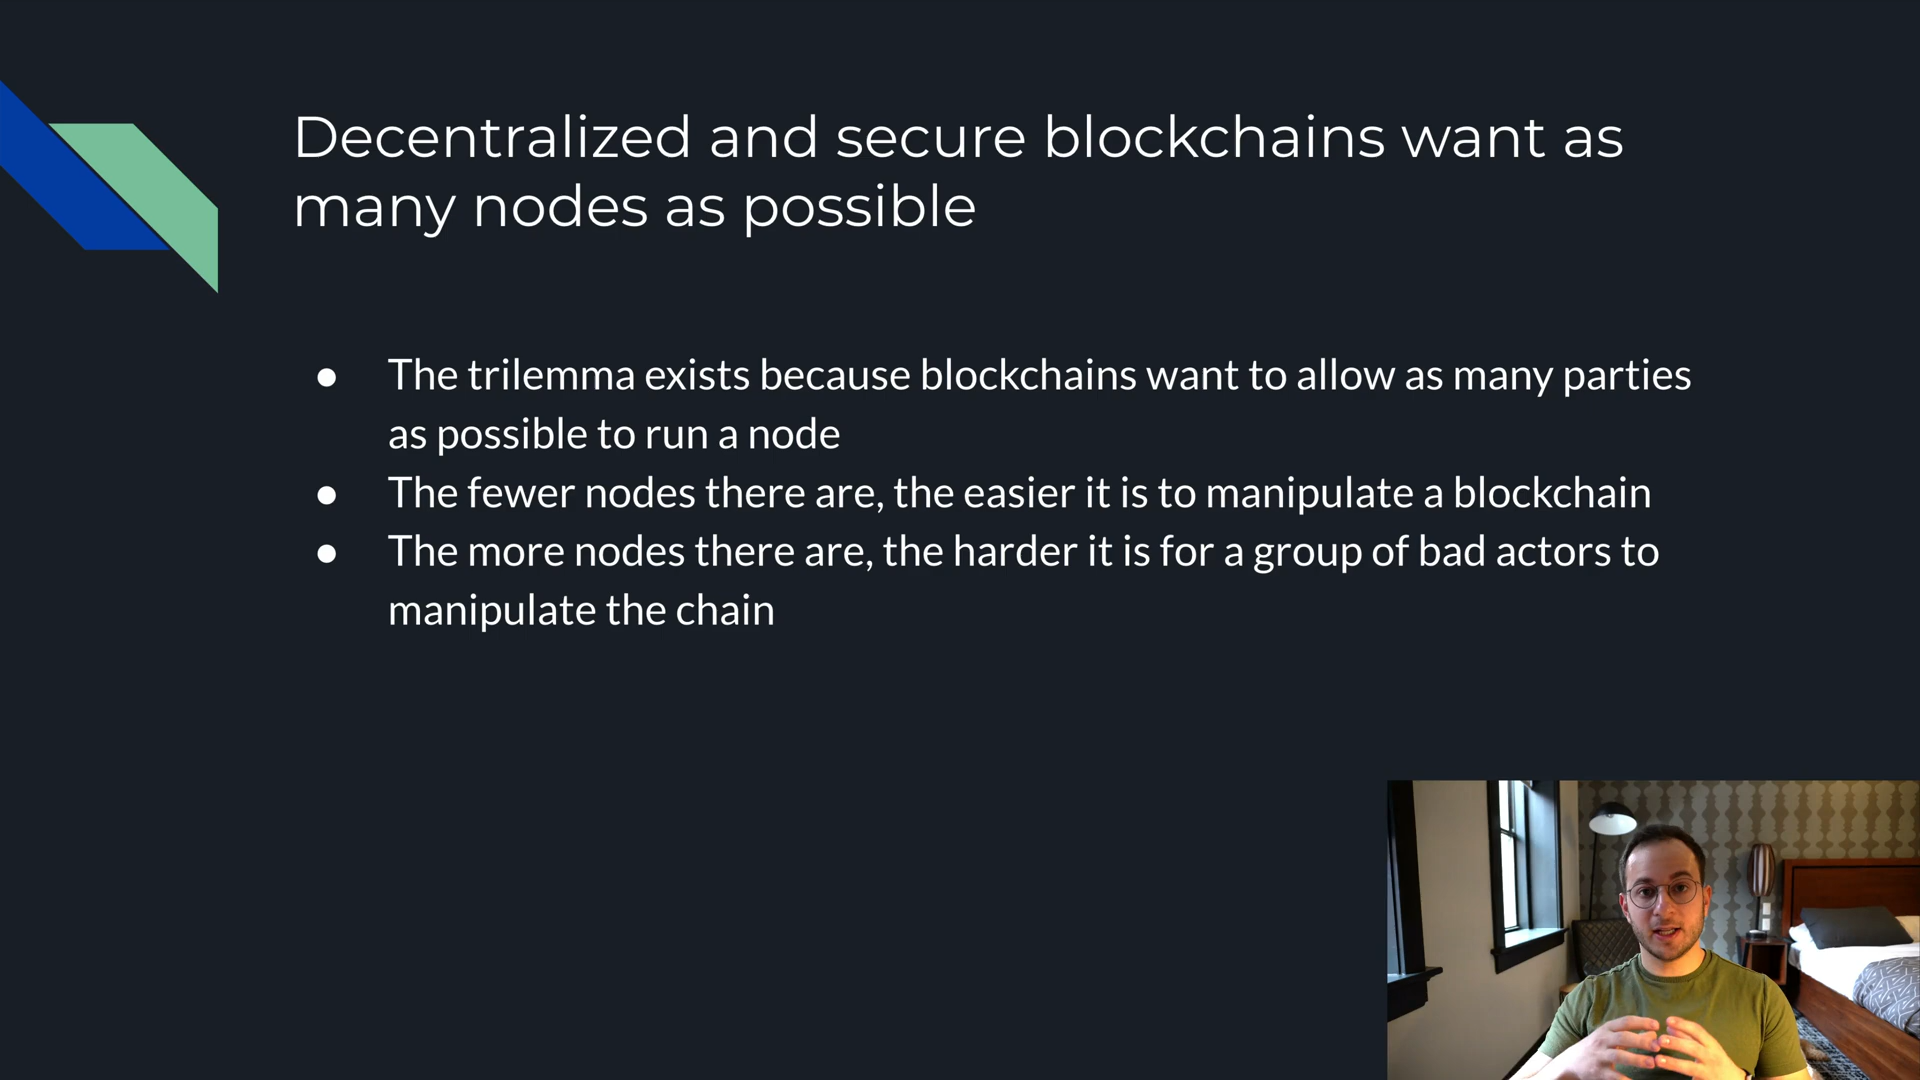 Decentralized and secure blockchains want as
many nodes as possible
● The trilemma exists because blockchains want to allow as many parties
as possible to run a node
● The fewer nodes there are, the easier it is to manipulate a blockchain
● The more nodes there are, the harder it is for a group of bad actors to
manipulate the chain